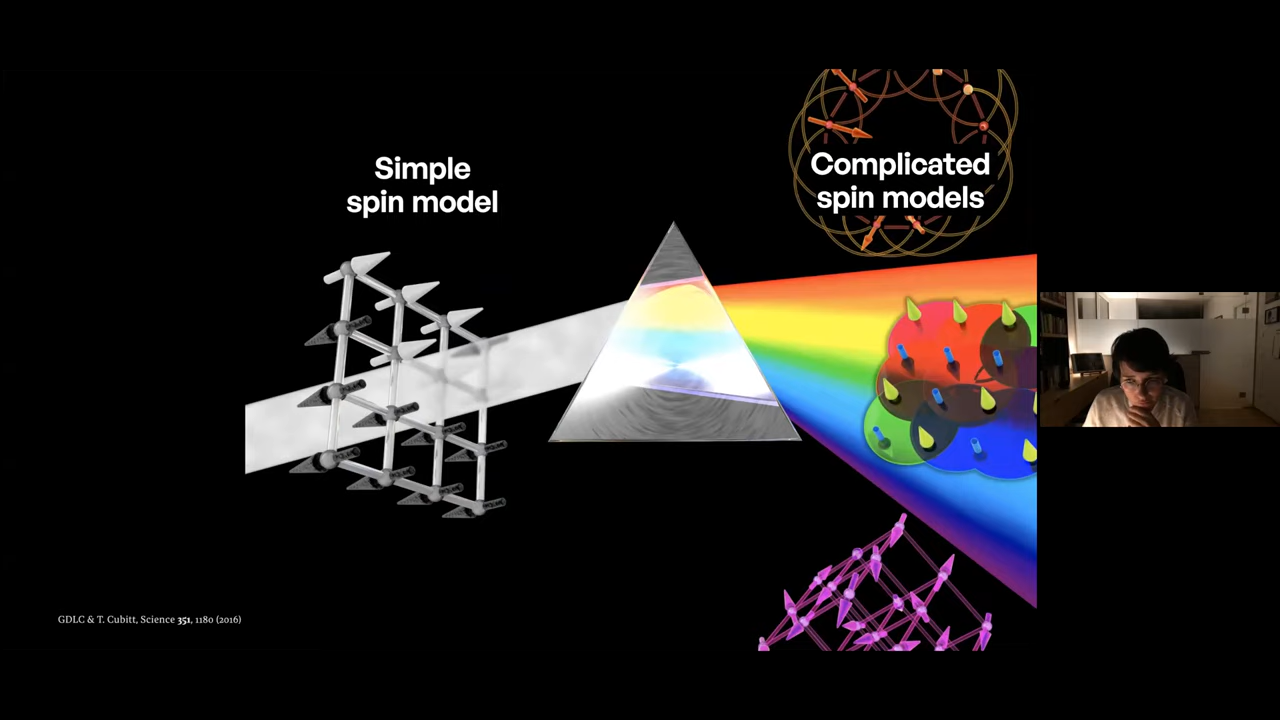 Simple
spin model
Complicated
spin models
GDLC & T. Cubitt, Science 351, 1180 (2016)